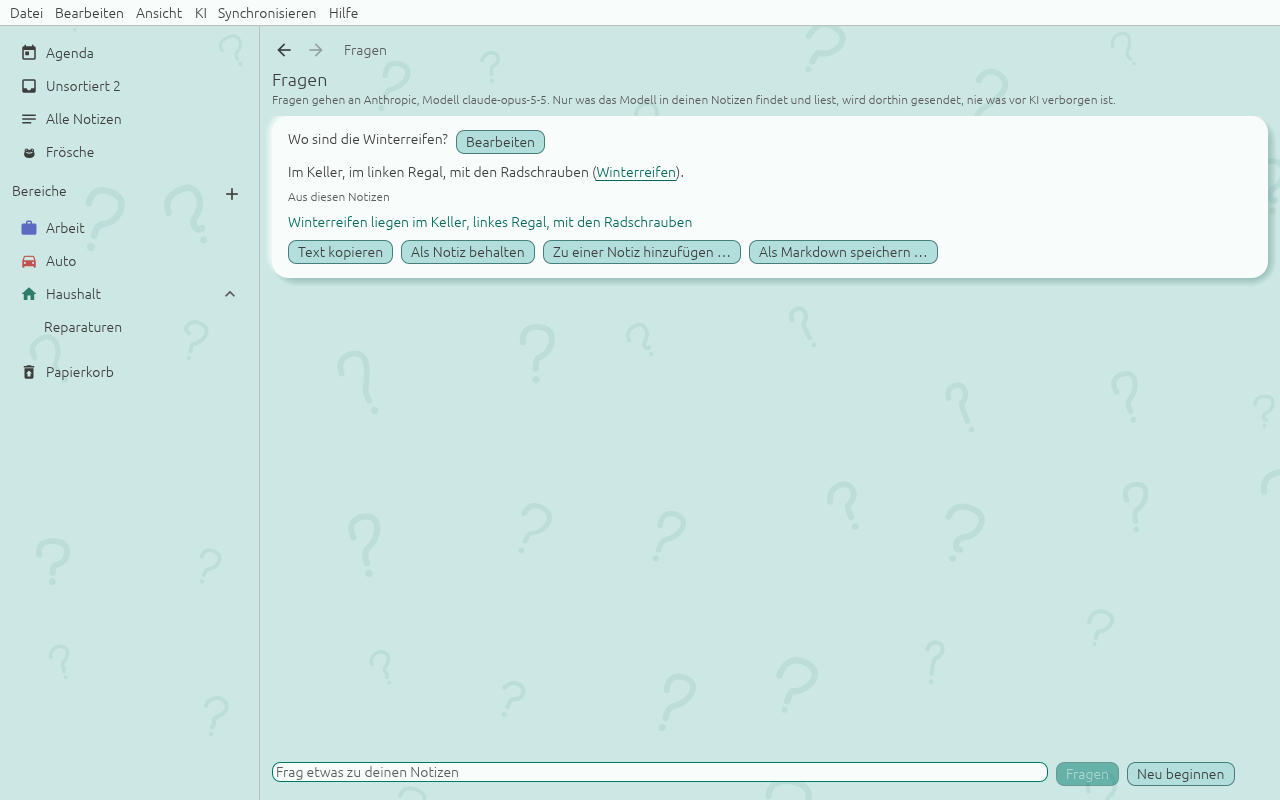 Datei Bearbeiten Ansicht KI Synchronisieren Hilfe
Agenda
Unsortiert 2
Alle Notizen
Frösche
Bereiche
Arbeit
Auto
Haushalt
Reparaturen
Papierkorb
Fragen
Fragen
Fragen gehen an Anthropic, Modell claude-opus-5-5. Nur was das Modell in deinen Notizen findet und liest, wird dorthin gesendet, nie was vor KI verborgen ist.
Wo sind die Winterreifen? Bearbeiten
Im Keller, im linken Regal, mit den Radschrauben (Winterreifen).
Aus diesen Notizen
Winterreifen liegen im Keller, linkes Regal, mit den Radschrauben
Text kopieren Als Notiz behalten Zu einer Notiz hinzufügen … Als Markdown speichern …
Frag etwas zu deinen Notizen Fragen Neu beginnen